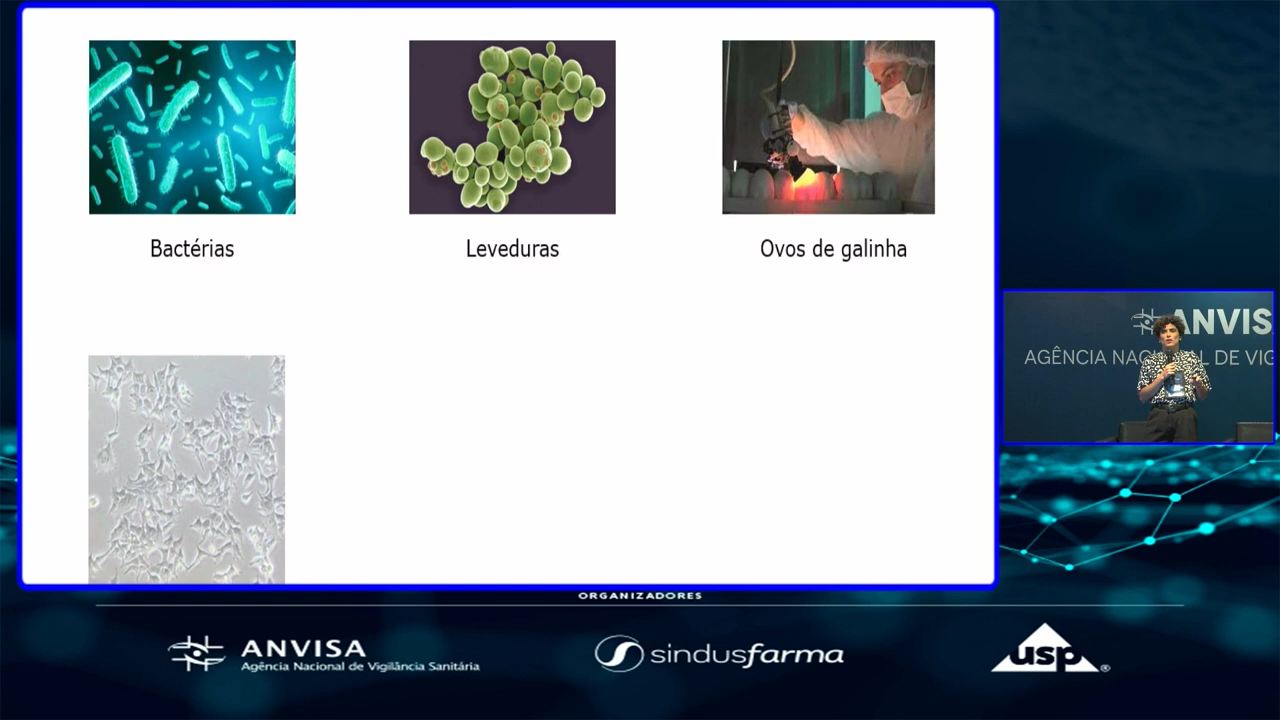 Bactérias
Leveduras
Ovos de galinha
ANVIS
AGÊNCIA NAC L DE VIG
ORGANIZADORES
ANVISA
Agência Nacional de Vigilância Sanitária
sindusfarma
usp®